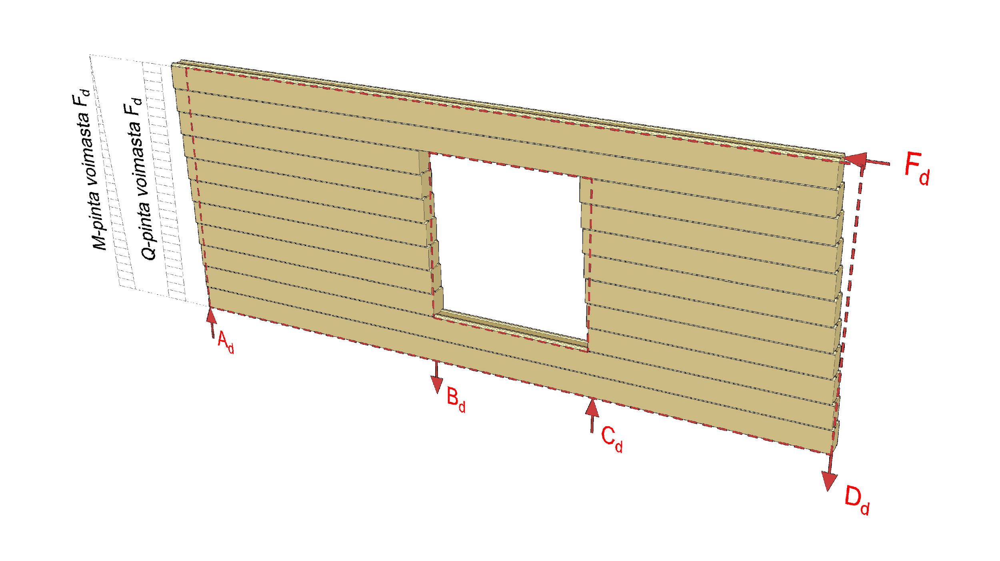 M-pinta voimasta Fd
Q-pinta voimasta Fd
Fd
Ad
Bd
Cd
Dd